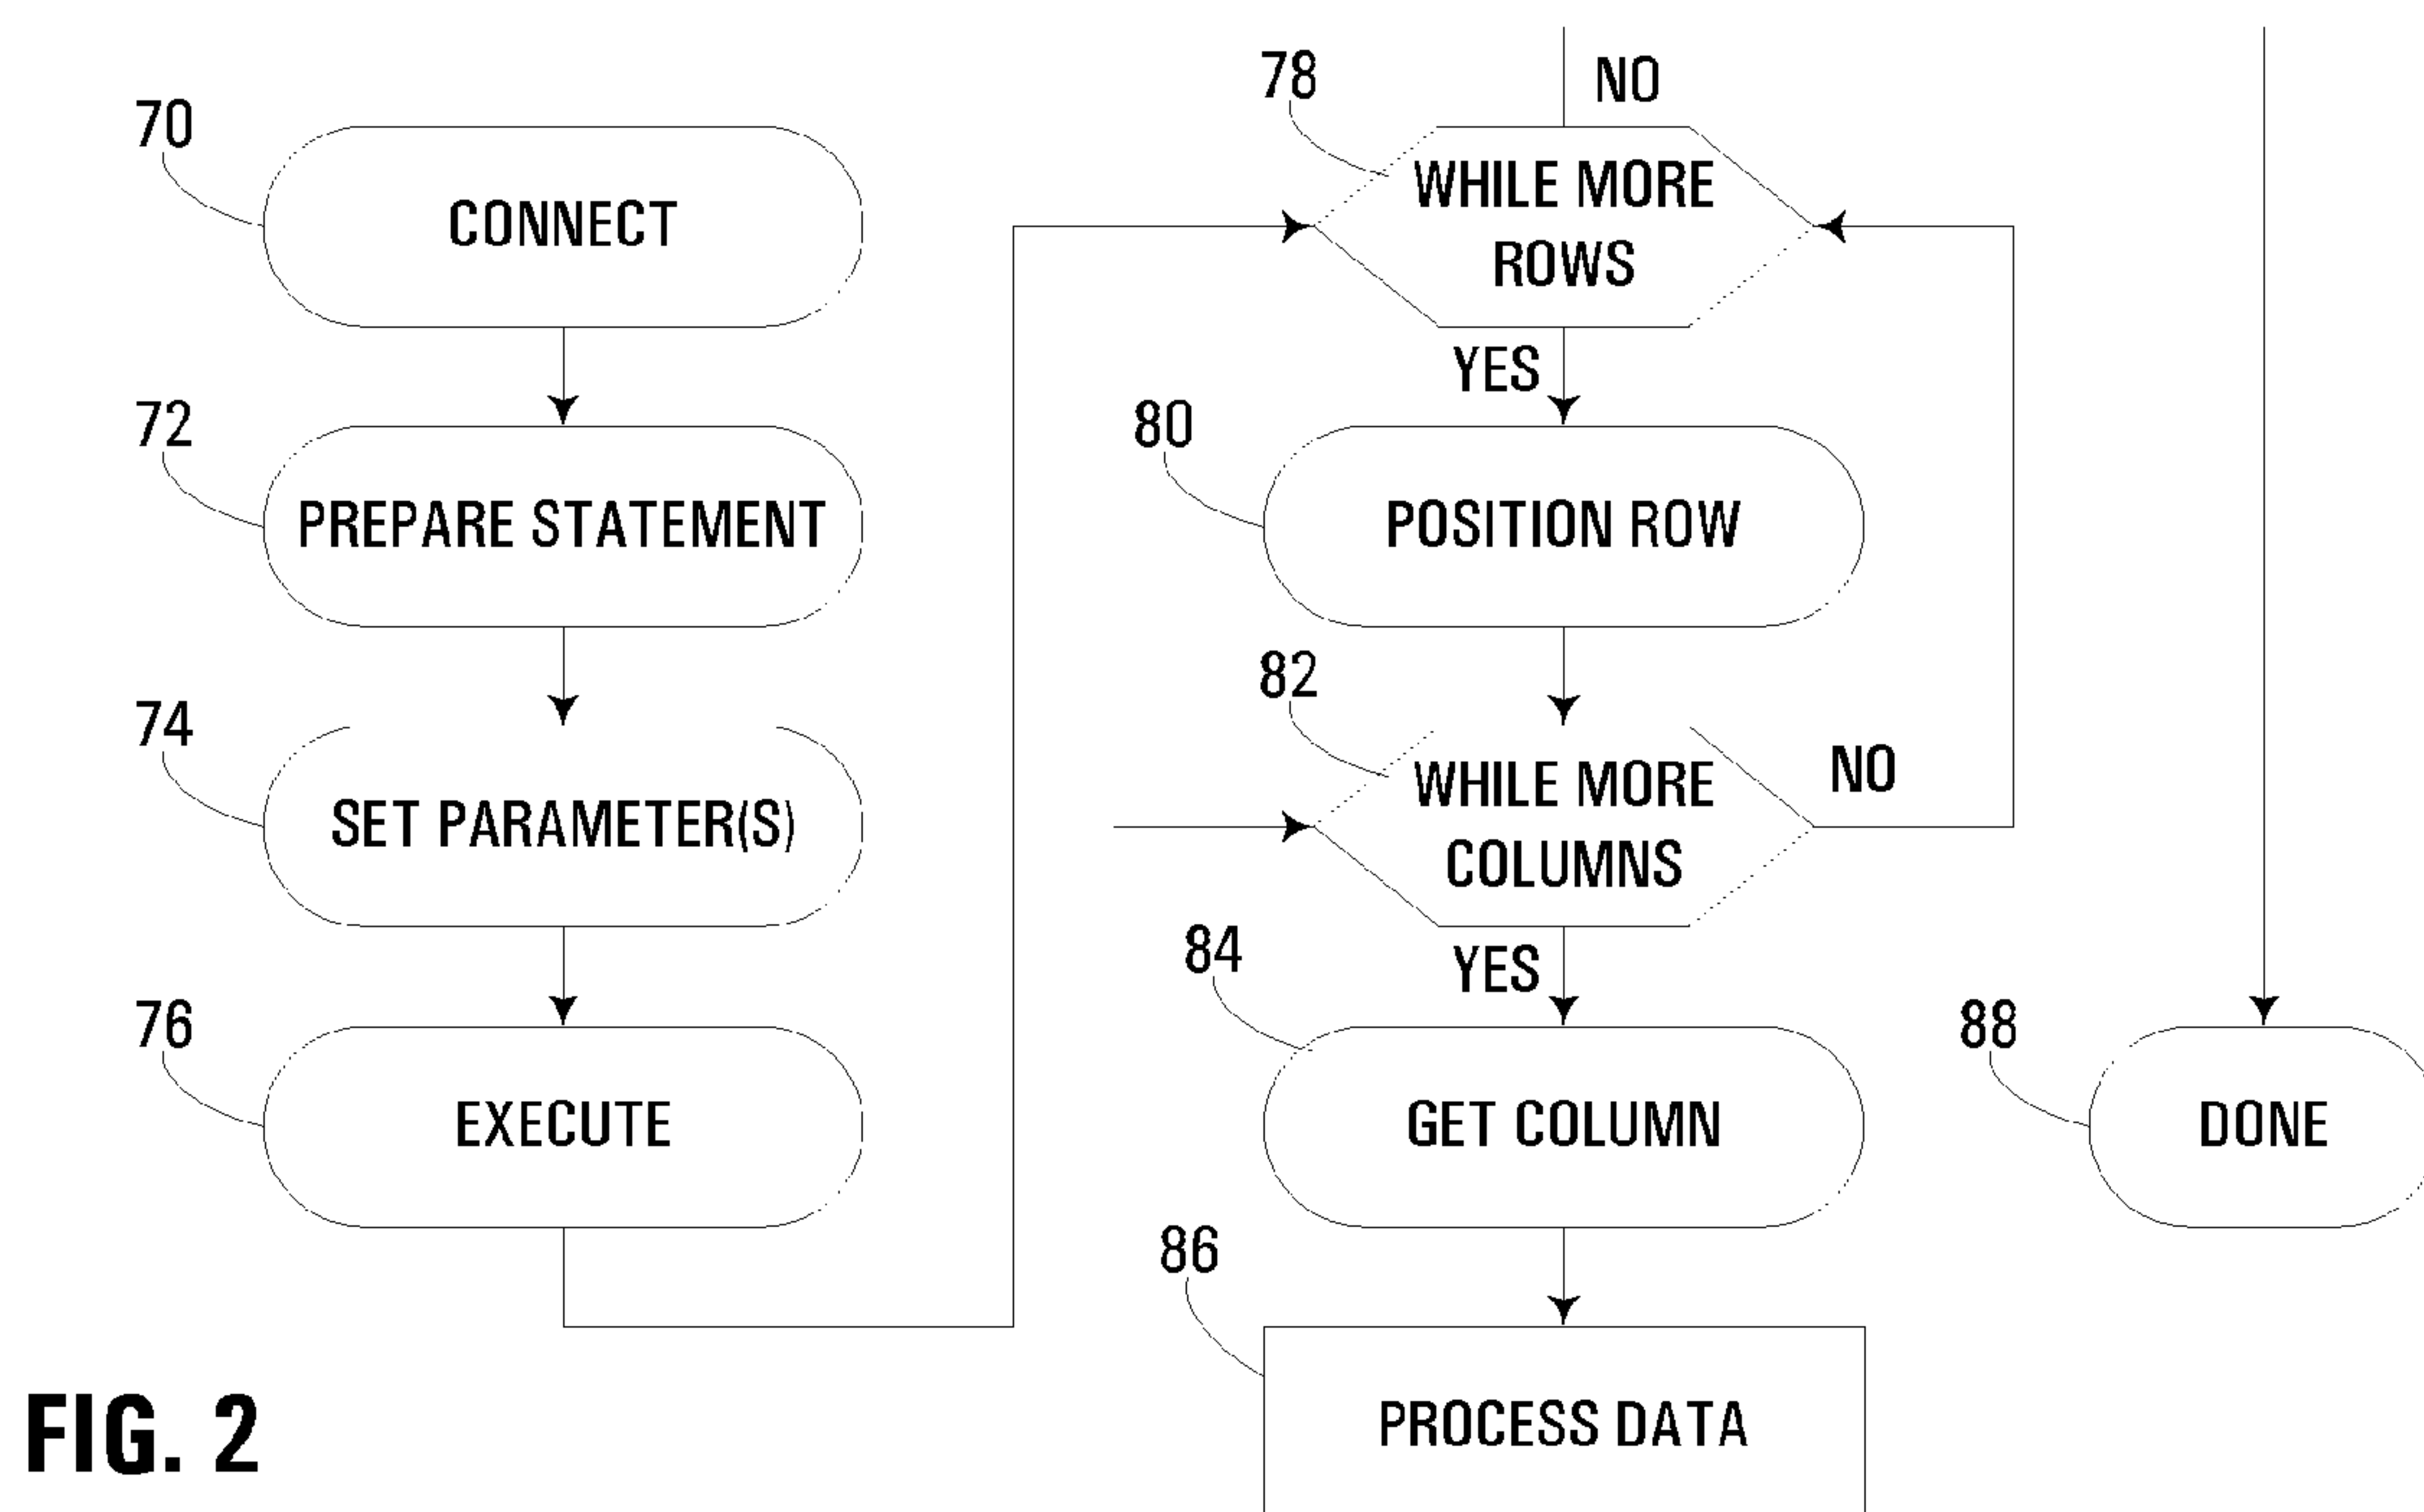 70
CONNECT
72
PREPARE STATEMENT
74
SET PARAMETER(S)
76
EXECUTE
78
NO
WHILE MORE
ROWS
YES
80
POSITION ROW
82
WHILE MORE
COLUMNS
NO
YES
84
GET COLUMN
86
PROCESS DATA
88
DONE
FIG. 2